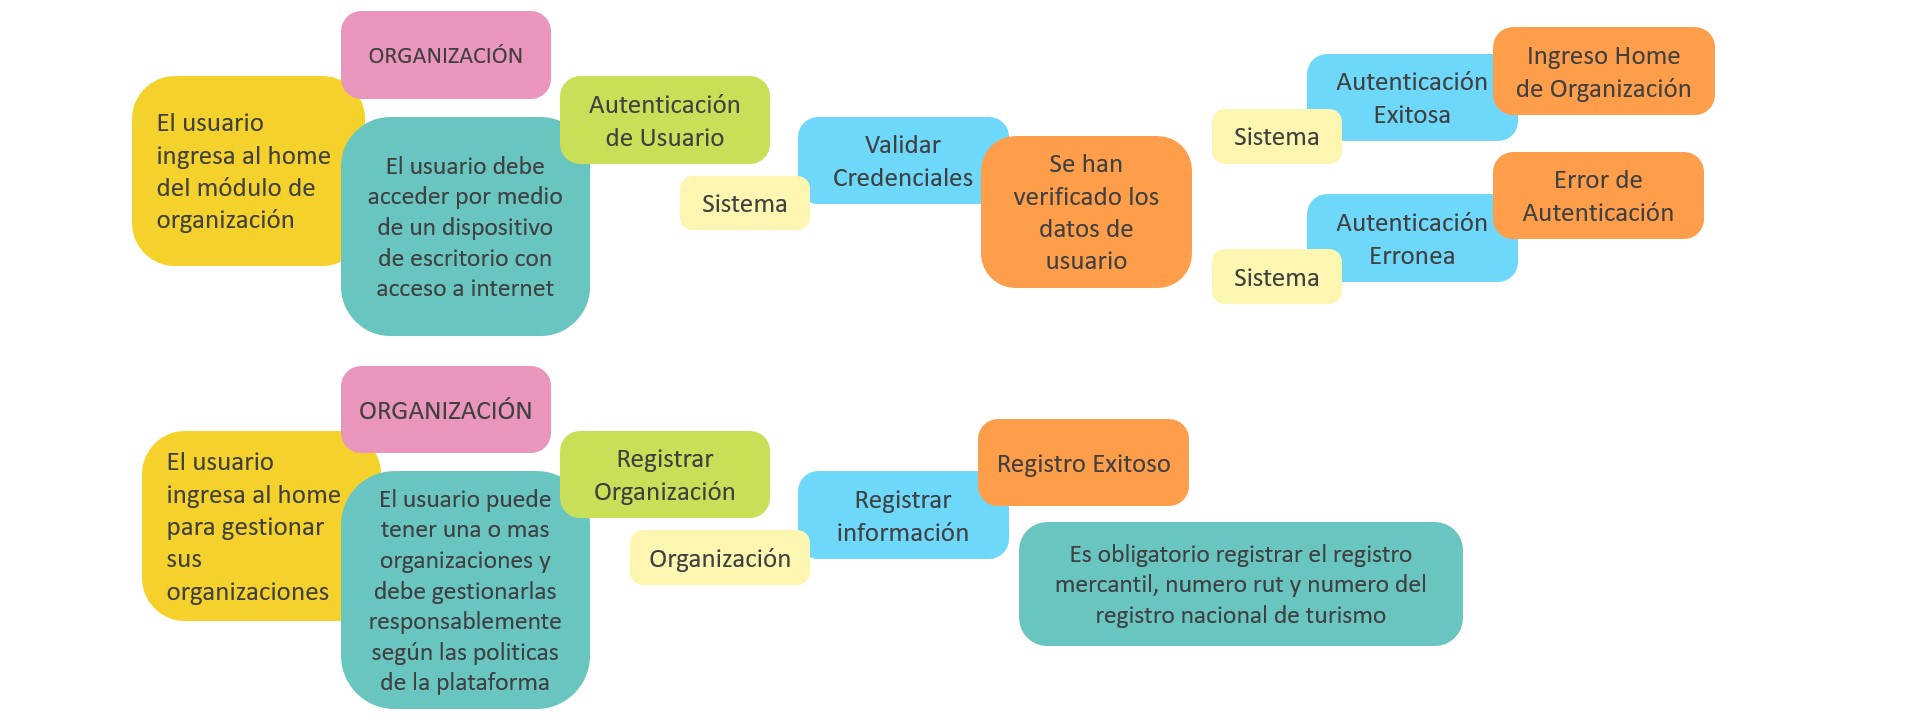 ORGANIZACIÓN
El usuario
ingresa al home
del módulo de
organización
El usuario debe
acceder por medio
de un dispositivo
de escritorio con
acceso a internet
Autenticación
de Usuario
Sistema
Validar
Credenciales
Se han
verificado los
datos de
usuario
Sistema
Autenticación
Exitosa
Ingreso Home
de Organización
Sistema
Autenticación
Erronea
Error de
Autenticación
ORGANIZACIÓN
El usuario
ingresa al home
para gestionar
sus
organizaciones
El usuario puede
tener una o mas
organizaciones y
debe gestionarlas
responsablemente
según las politicas
de la plataforma
Registrar
Organización
Organización
Registrar
información
Registro Exitoso
Es obligatorio registrar el registro
mercantil, numero rut y numero del
registro nacional de turismo